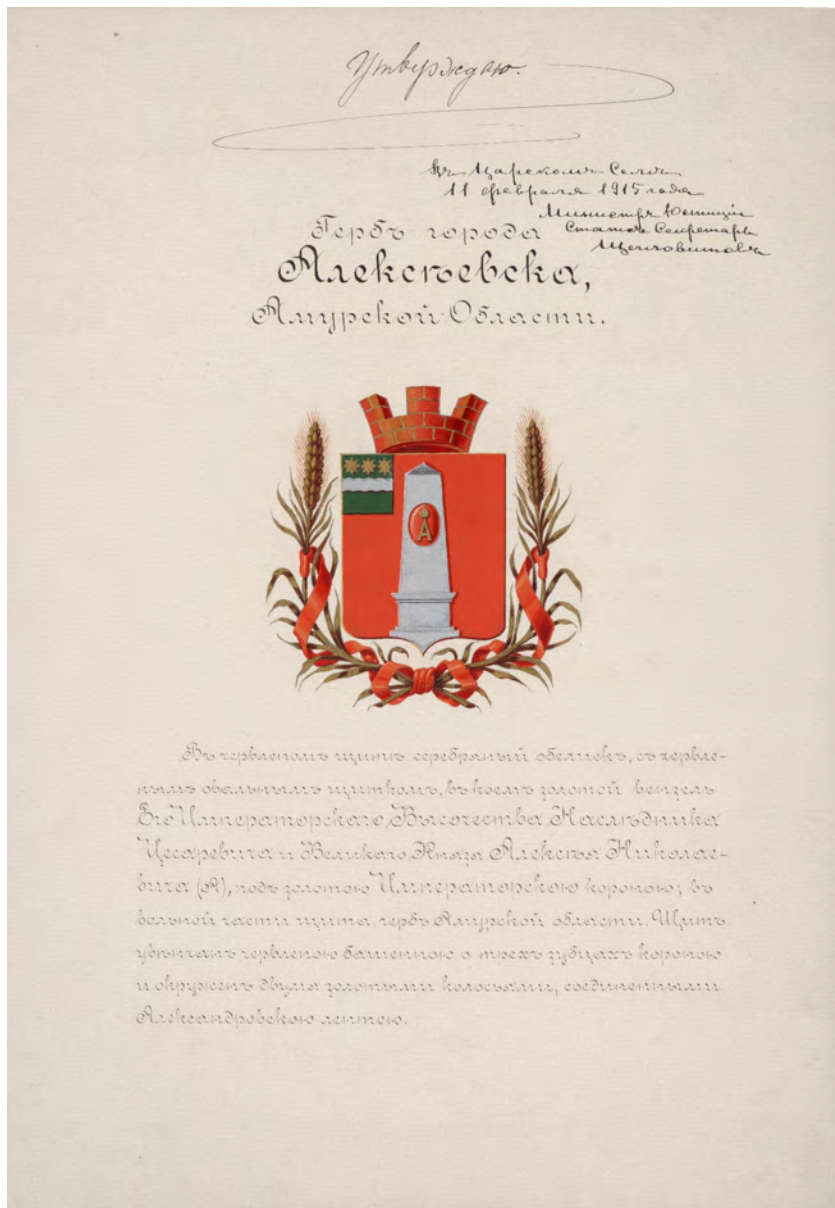 Утверждаю.
Въ Царскомъ Селѣ
11 февраля 1915 года
Министръ Юстиціи
Статсъ Секретарь
Щегловитовъ
Гербъ города
Алексѣевска,
Амурской Области.
А
Въ червленомъ щитѣ серебряный обелискъ, съ червле-
нымъ овальнымъ щиткомъ, въ коемъ золотой вензель
Его Императорскаго Высочества Наслѣдника
Цесаревича и Великаго Князя Алексѣя Николае-
вича (А), подъ золотою Императорскою короною; въ
вольной части щита гербъ Амурской области. Щитъ
увѣнчанъ червленою башенною о трехъ зубцахъ короною
и окруженъ двумя золотыми колосьями, соединенными
Александровскою лентою.